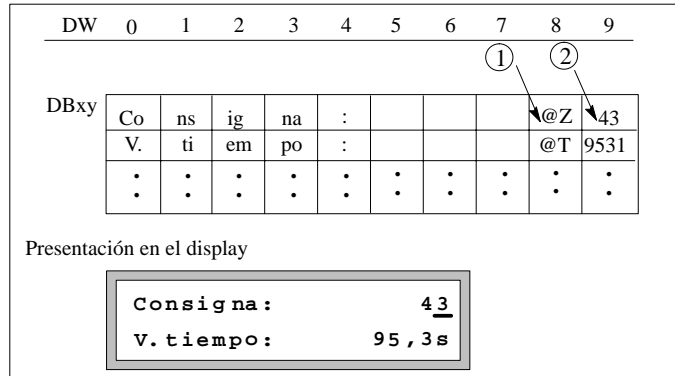 DW 0 1 2 3 4 5 6 7 8 9
1 2
DBxy Co ns ig na : @Z 43
V. ti em po : @T 9531
: : : : : : : : : :
Presentación en el display
Consigna: 43
V.tiempo: 95,3s